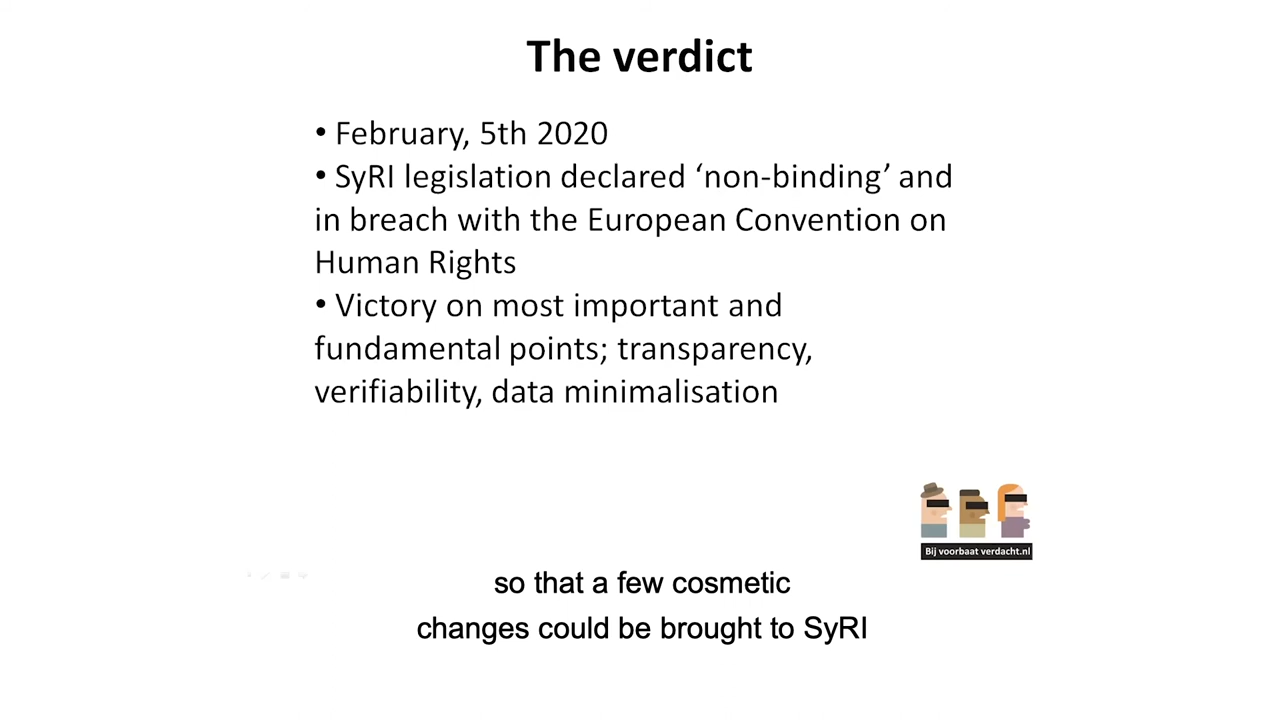 The verdict
• February, 5th 2020
• SyRI legislation declared ‘non-binding’ and
in breach with the European Convention on
Human Rights
• Victory on most important and
fundamental points; transparency,
verifiability, data minimalisation
Bij voorbaat verdacht.nl
so that a few cosmetic
changes could be brought to SyRI